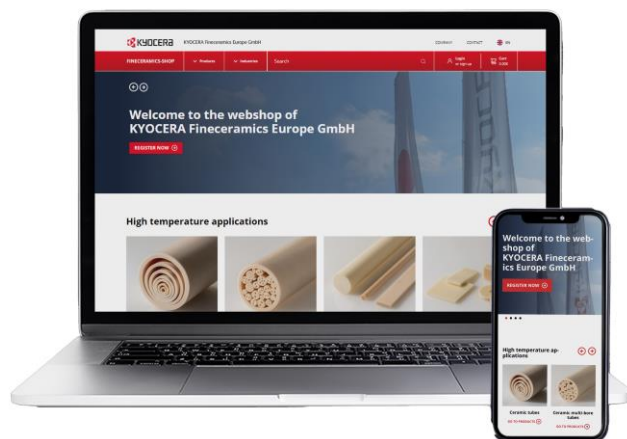 KYOCERA KYOCERA Fineceramics Europe GmbH COMPANY CONTACT EN
FINECERAMICS-SHOP Products Industries Search Login Cart
or sign up
Welcome to the webshop of
KYOCERA Fineceramics Europe GmbH
REGISTER NOW
High temperature applications
Welcome to the web-
shop of
KYOCERA Fineceram-
ics Europe GmbH
REGISTER NOW
High temperature ap-
plications
Ceramic tubes
GO TO PRODUCTS
Ceramic multi-bore
tubes
GO TO PRODUCTS